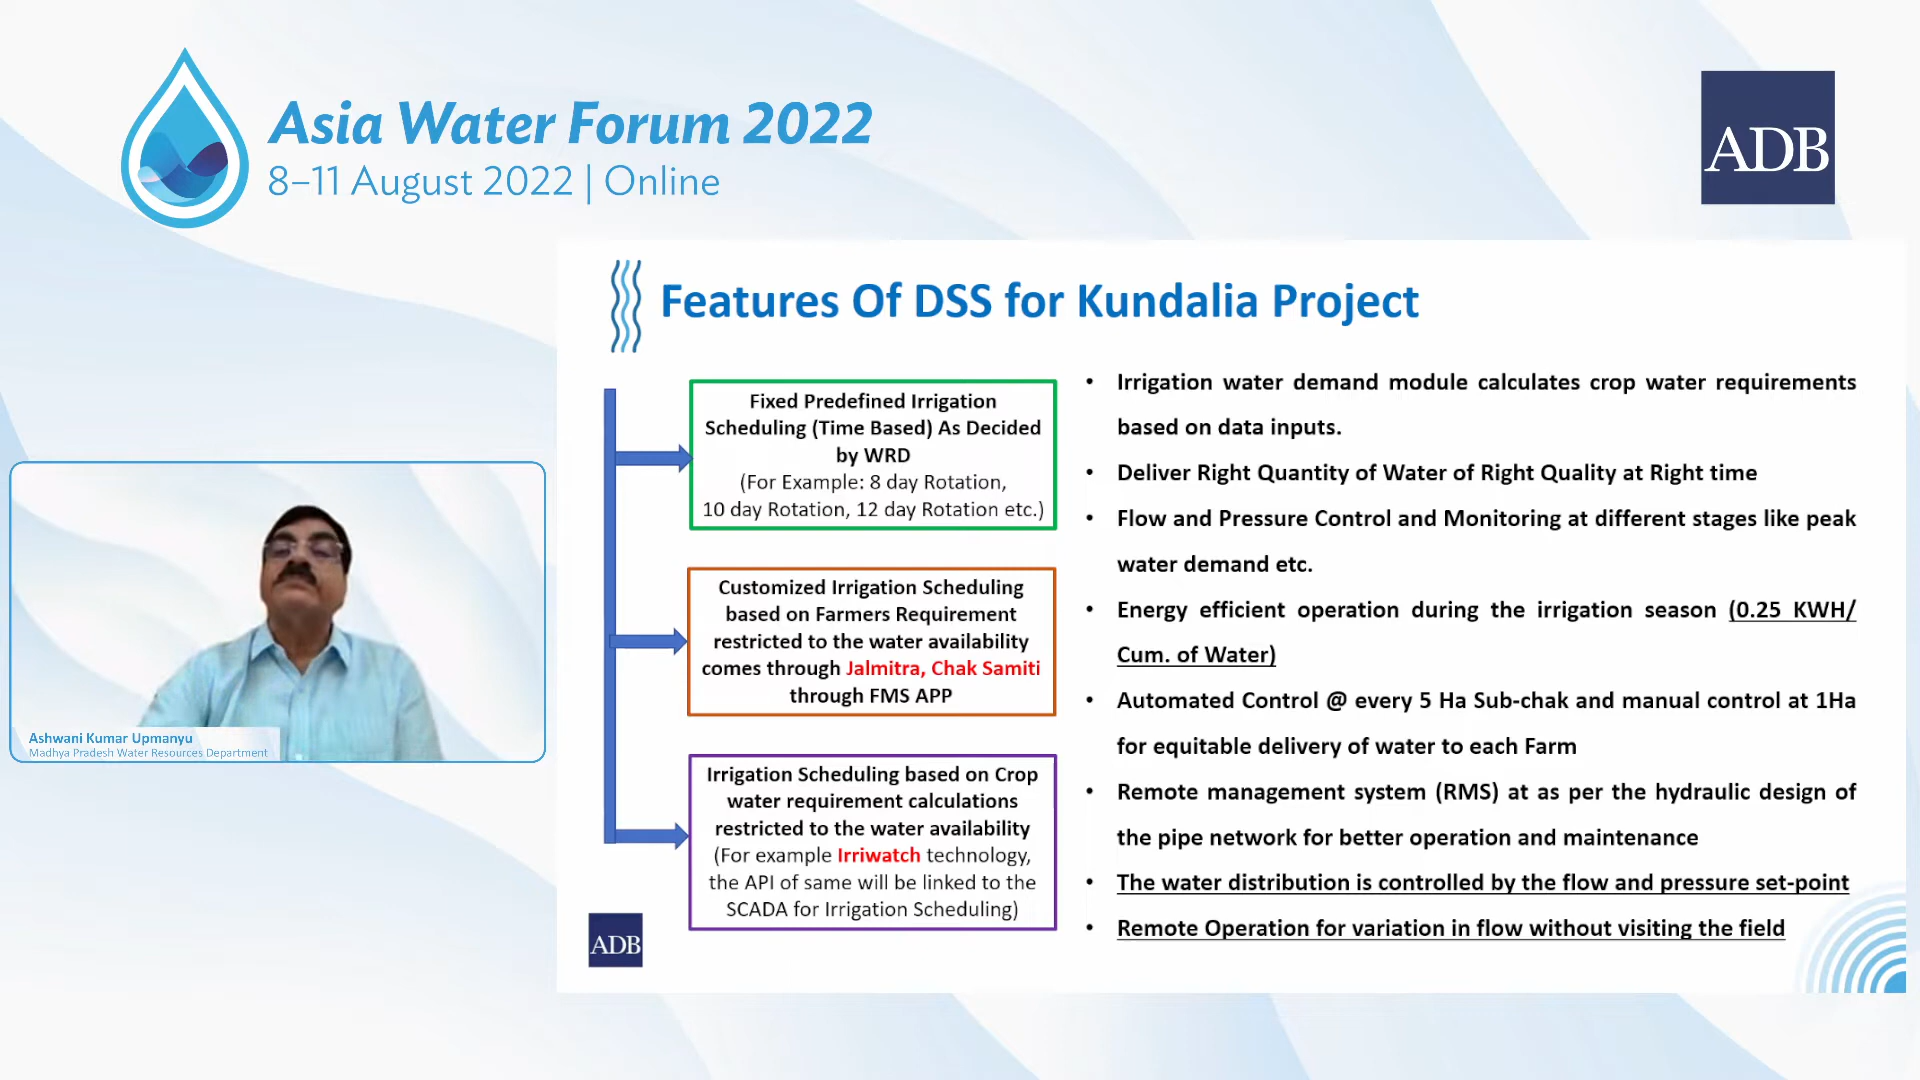 Asia Water Forum 2022
8–11 August 2022 | Online
ADB
Features Of DSS for Kundalia Project
Fixed Predefined Irrigation
Scheduling (Time Based) As Decided
by WRD
(For Example: 8 day Rotation,
10 day Rotation, 12 day Rotation etc.)
Customized Irrigation Scheduling
based on Farmers Requirement
restricted to the water availability
comes through Jalmitra, Chak Samiti
through FMS APP
Irrigation Scheduling based on Crop
water requirement calculations
restricted to the water availability
(For example Irriwatch technology,
the API of same will be linked to the
SCADA for Irrigation Scheduling)
• Irrigation water demand module calculates crop water requirements
based on data inputs.
• Deliver Right Quantity of Water of Right Quality at Right time
• Flow and Pressure Control and Monitoring at different stages like peak
water demand etc.
• Energy efficient operation during the irrigation season (0.25 KWH/
Cum. of Water)
• Automated Control @ every 5 Ha Sub-chak and manual control at 1Ha
for equitable delivery of water to each Farm
• Remote management system (RMS) at as per the hydraulic design of
the pipe network for better operation and maintenance
• The water distribution is controlled by the flow and pressure set-point
• Remote Operation for variation in flow without visiting the field
ADB
Ashwani Kumar Upmanyu
Madhya Pradesh Water Resources Department